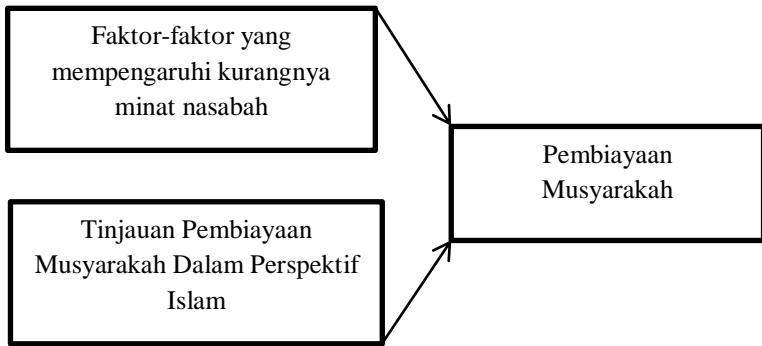 Faktor-faktor yang
mempengaruhi kurangnya
minat nasabah
Pembiayaan
Musyarakah
Tinjauan Pembiayaan
Musyarakah Dalam Perspektif
Islam